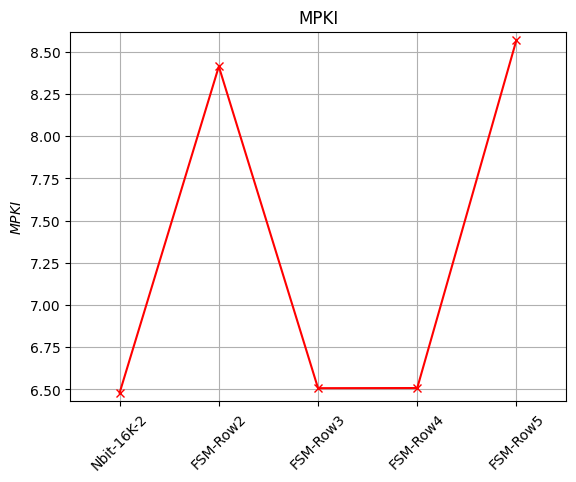 MPKI
MPKI
8.50
8.25
8.00
7.75
7.50
7.25
7.00
6.75
6.50
Nbit-16K-2
FSM-Row2
FSM-Row3
FSM-Row4
FSM-Row5